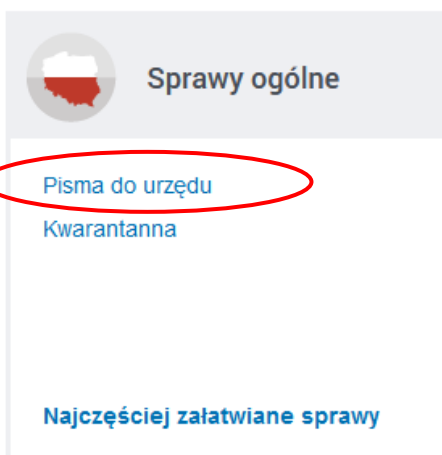 Sprawy ogólne
Pisma do urzędu
Kwarantanna
Najczęściej załatwiane sprawy